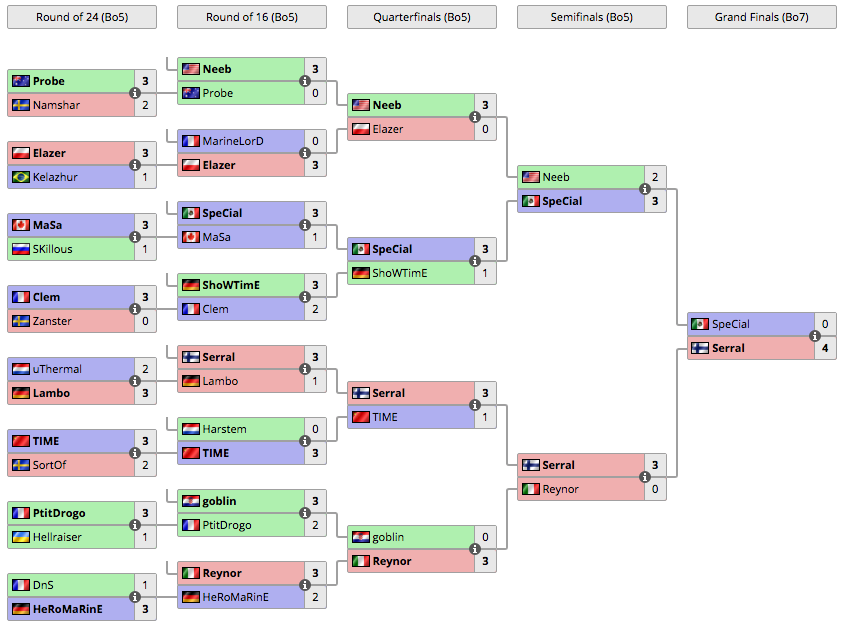 Round of 24 (Bo5)
Round of 16 (Bo5)
Quarterfinals (Bo5)
Semifinals (Bo5)
Grand Finals (Bo7)
Probe 3
Namshar 2
Elazer 3
Kelazhur 1
MaSa 3
SKillous 1
Clem 3
Zanster 0
uThermal 2
Lambo 3
TIME 3
SortOf 2
PtitDrogo 3
Hellraiser 1
DnS 1
HeRoMaRinE 3
Neeb 3
Probe 0
MarineLorD 0
Elazer 3
SpeCial 3
MaSa 1
ShoWTimE 3
Clem 2
Serral 3
Lambo 1
Harstem 0
TIME 3
goblin 3
PtitDrogo 2
Reynor 3
HeRoMaRinE 2
Neeb 3
Elazer 0
SpeCial 3
ShoWTimE 1
Serral 3
TIME 1
goblin 0
Reynor 3
Neeb 2
SpeCial 3
Serral 3
Reynor 0
SpeCial 0
Serral 4